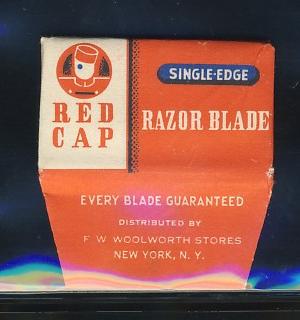 RED
CAP
SINGLE-EDGE
RAZOR BLADE
EVERY BLADE GUARANTEED
DISTRIBUTED BY
F W WOOLWORTH STORES
NEW YORK, N. Y.